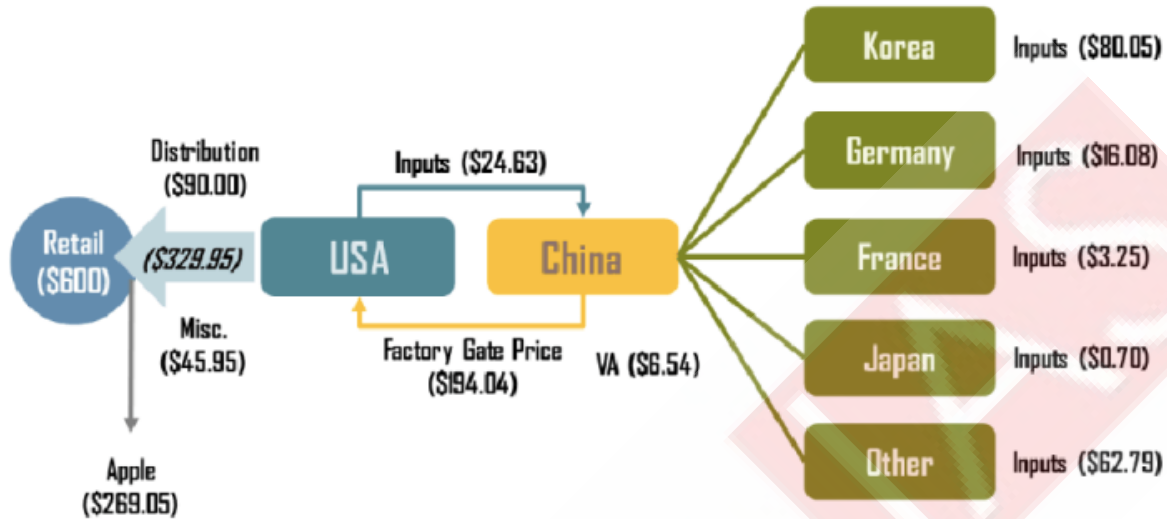 Korea
Inputs ($80.05)
Distribution
($90.00)
Inputs ($24.63)
Germany
Inputs ($16.08)
Retail
($600)
($329.95)
USA
China
France
Inputs ($3.25)
Misc.
($45.95)
Factory Gate Price
($194.04)
VA ($6.54)
Japan
Inputs ($0.70)
Apple
($269.05)
Other
Inputs ($62.79)